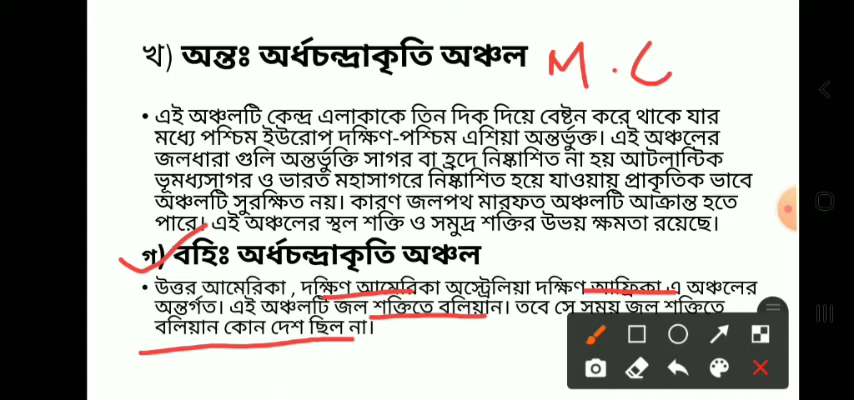 খ) অন্তঃ অর্ধচন্দ্রাকৃতি অঞ্চল M.C
• এই অঞ্চলটি কেন্দ্র এলাকাকে তিন দিক দিয়ে বেষ্টন করে থাকে যার
মধ্যে পশ্চিম ইউরোপ দক্ষিণ-পশ্চিম এশিয়া অন্তর্ভুক্ত। এই অঞ্চলের
জলধারা গুলি অন্তর্ভুক্তি সাগর বা হ্রদে নিষ্কাশিত না হয় আটলান্টিক
ভূমধ্যসাগর ও ভারত মহাসাগরে নিষ্কাশিত হয়ে যাওয়ায় প্রাকৃতিক ভাবে
অঞ্চলটি সুরক্ষিত নয়। কারণ জলপথ মারফত অঞ্চলটি আক্রান্ত হতে
পারে। এই অঞ্চলের স্থল শক্তি ও সমুদ্র শক্তির উভয় ক্ষমতা রয়েছে।
গ) বহিঃ অর্ধচন্দ্রাকৃতি অঞ্চল
• উত্তর আমেরিকা , দক্ষিণ আমেরিকা অস্ট্রেলিয়া দক্ষিণ আফ্রিকা এ অঞ্চলের
অন্তর্গত। এই অঞ্চলটি জল শক্তিতে বলিয়ান। তবে সে সময় জল শক্তিতে
বলিয়ান কোন দেশ ছিল না।